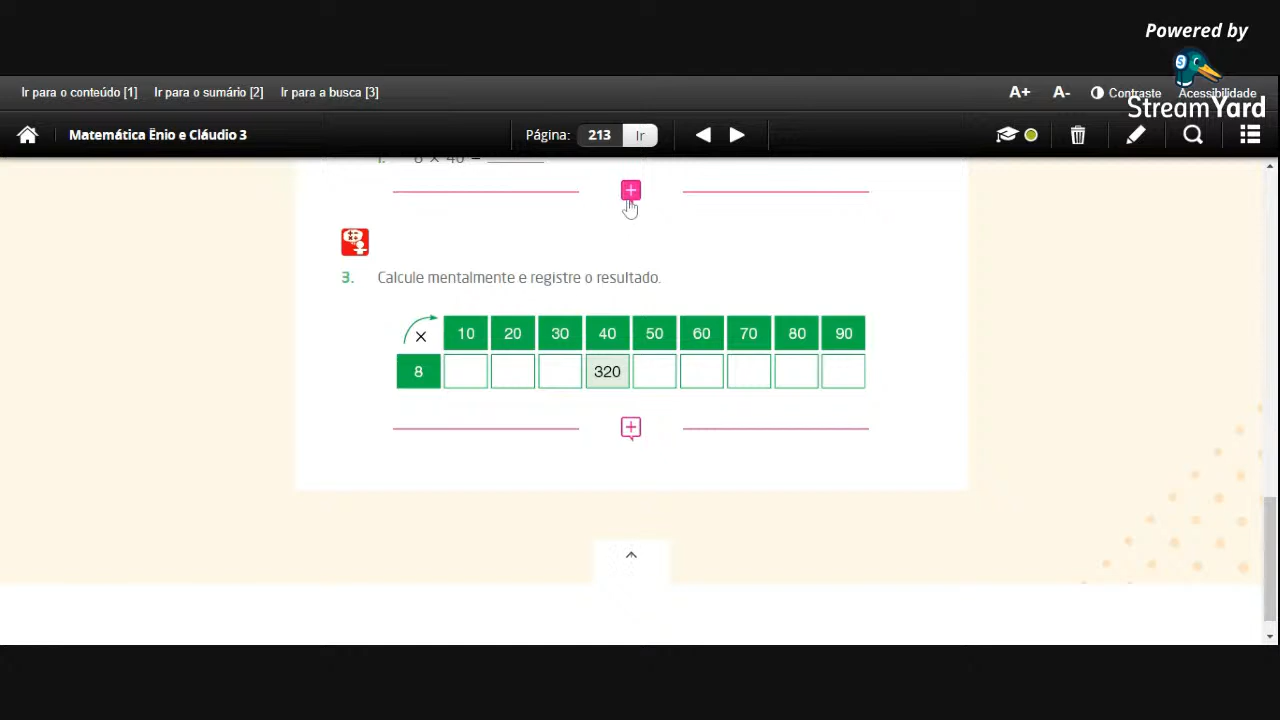 Powered by
StreamYard
Ir para o conteúdo [1] Ir para o sumário [2] Ir para a busca [3] A+ A- Contraste Acessibilidade
Matemática Ênio e Cláudio 3 Página: 213 Ir
8 × 40 =
3. Calcule mentalmente e registre o resultado.
× 10 20 30 40 50 60 70 80 90
8 320